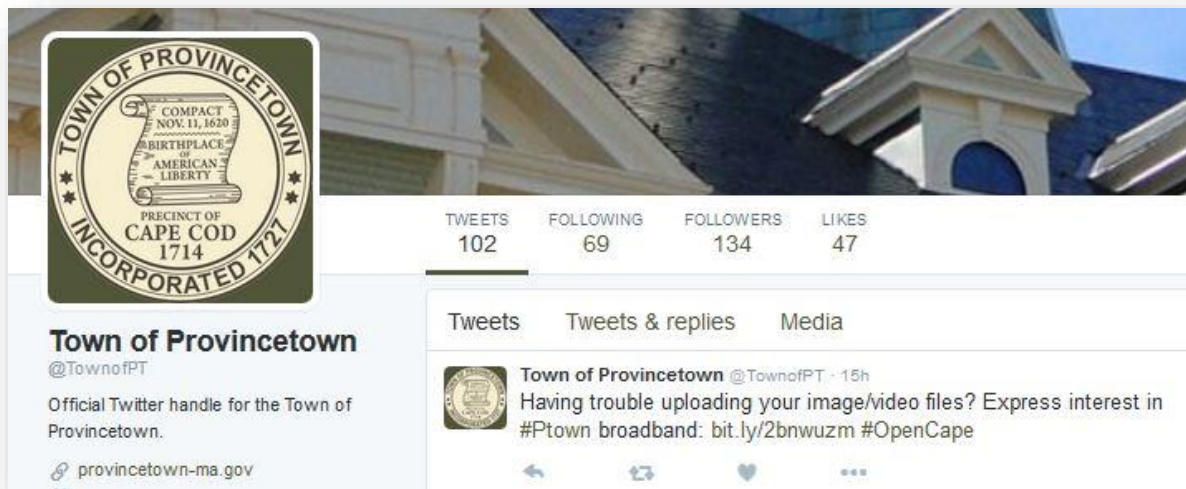 TOWN OF PROVINCETOWN
COMPACT
NOV. 11, 1620
BIRTHPLACE
OF
AMERICAN
LIBERTY
PRECINCT OF
CAPE COD
1714
INCORPORATED 1727
TWEETS FOLLOWING FOLLOWERS LIKES
102 69 134 47
Town of Provincetown
@TownofPT
Official Twitter handle for the Town of
Provincetown.
provincetown-ma.gov
Tweets Tweets & replies Media
Town of Provincetown @TownofPT · 15h
Having trouble uploading your image/video files? Express interest in
#Ptown broadband: bit.ly/2bnwuzm #OpenCape